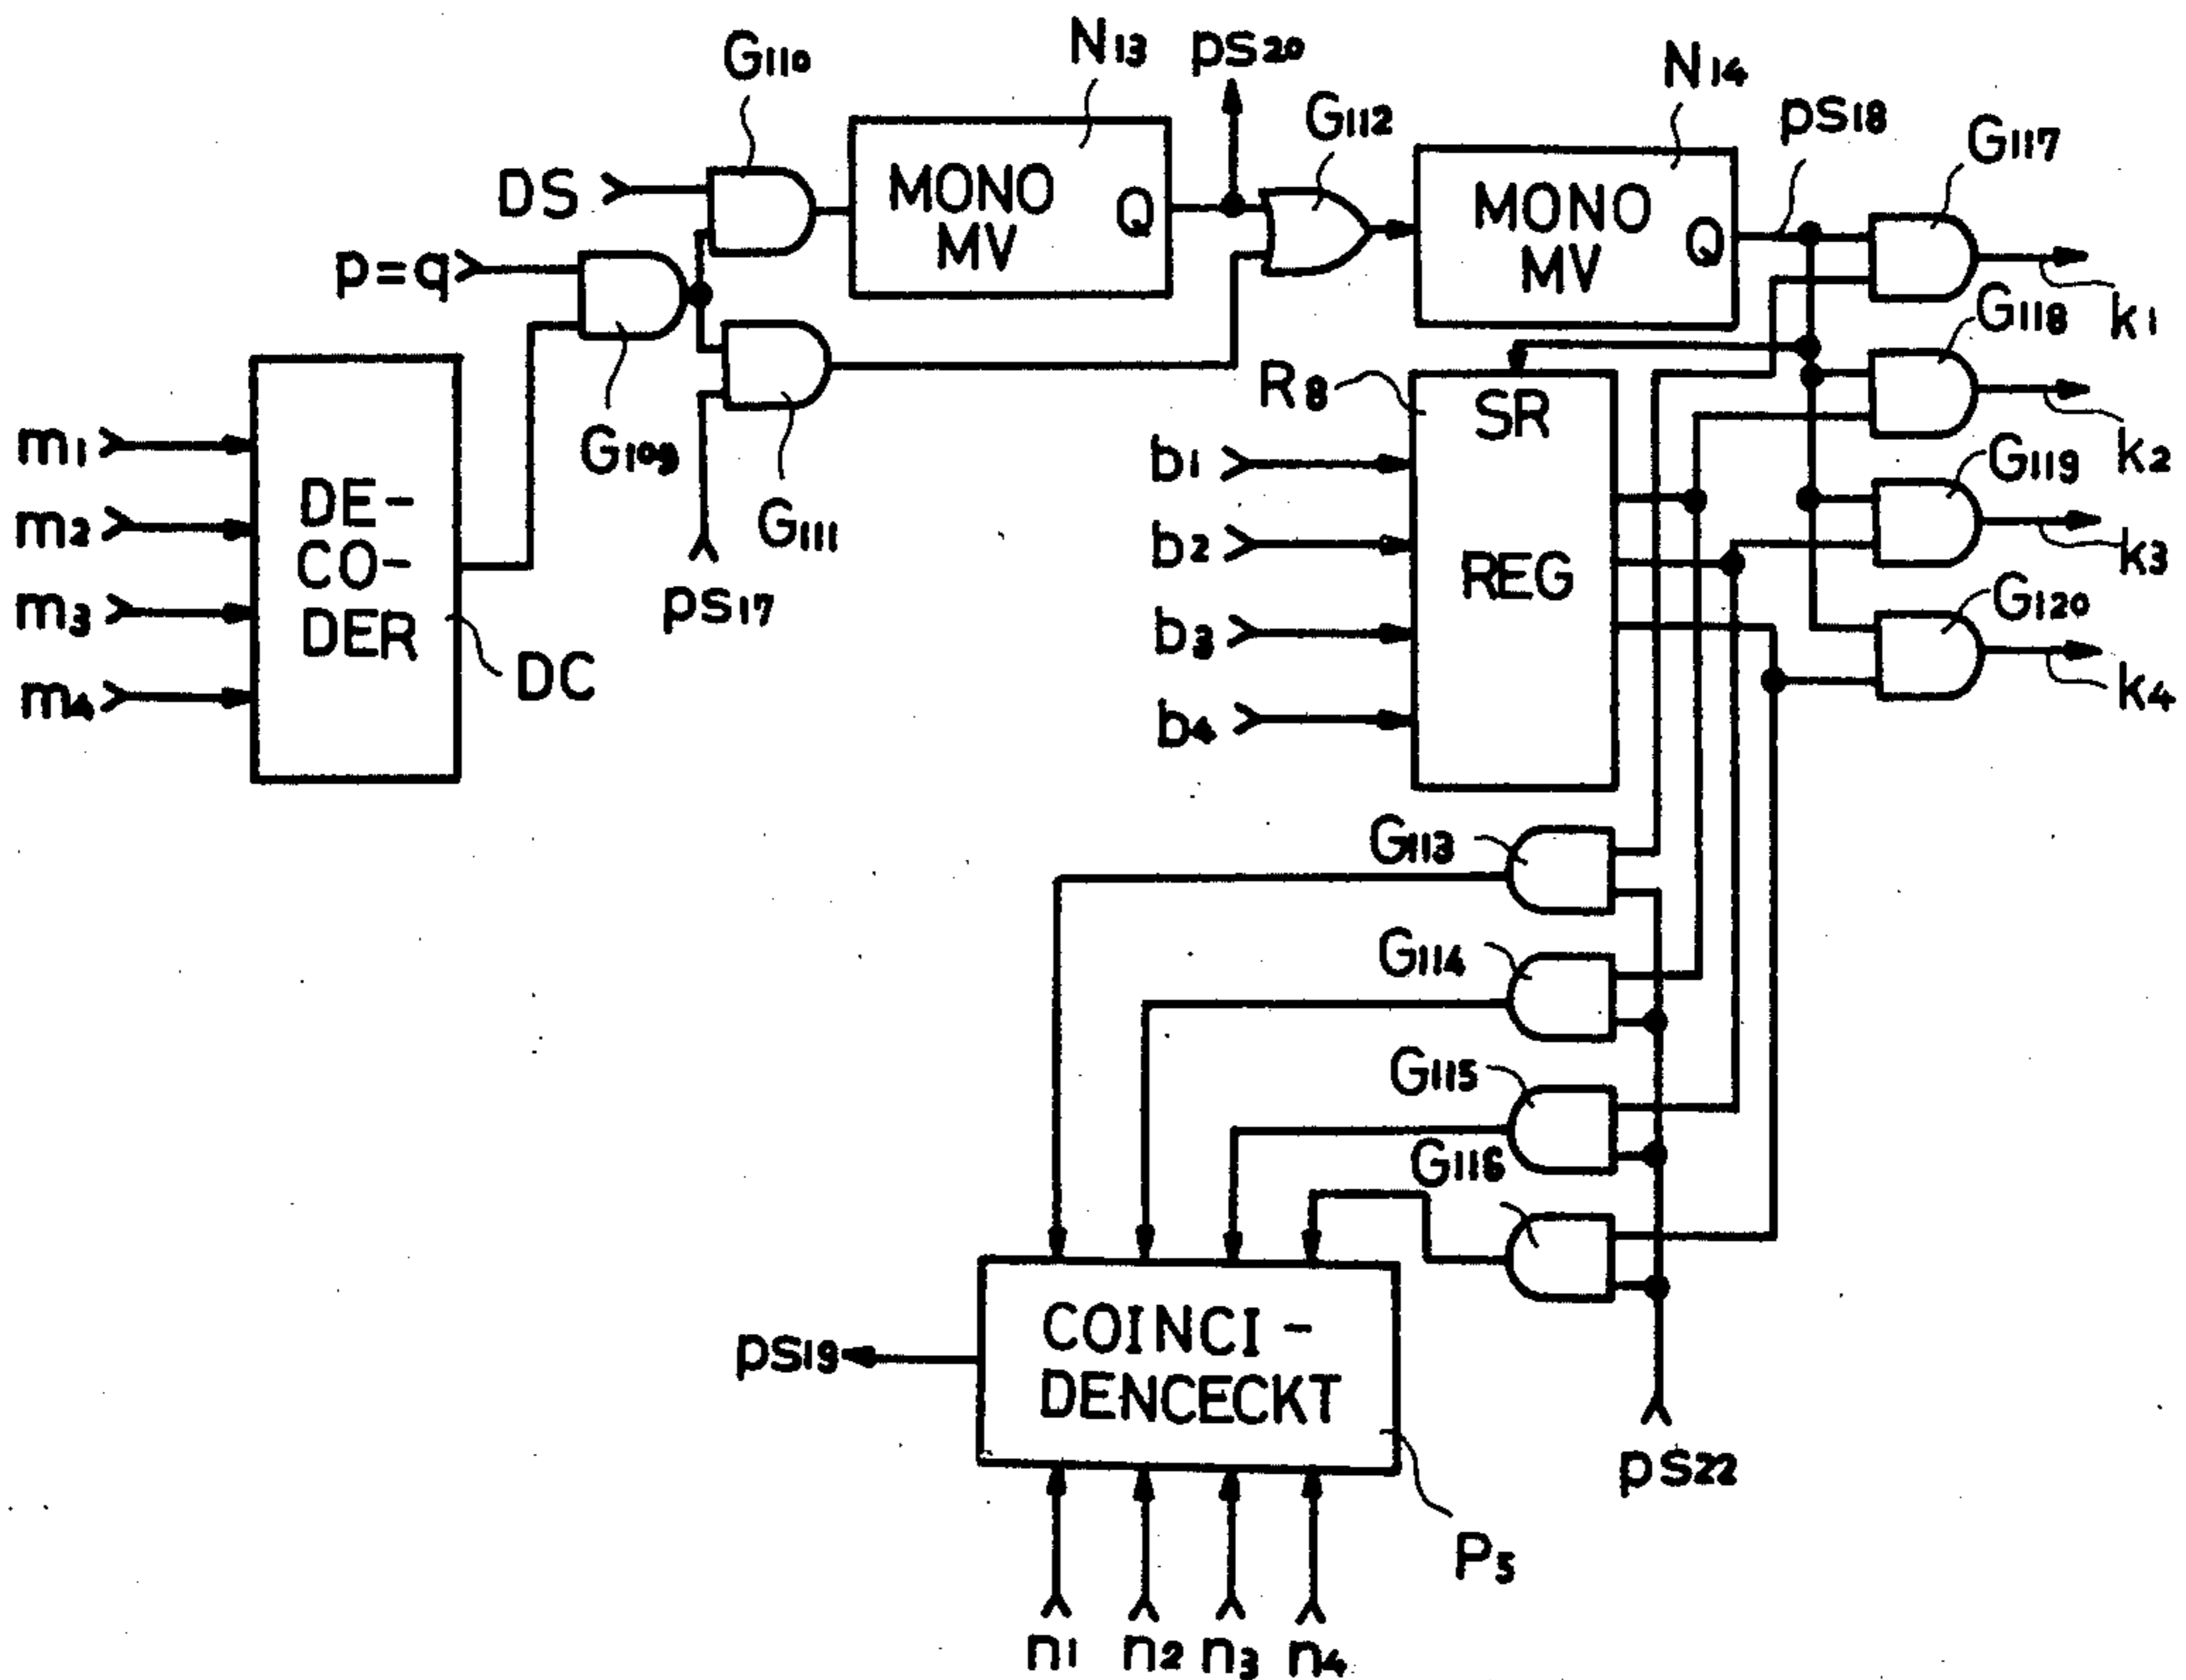 G110
N13
ps20
G112
N14
ps18
G117
DS
MONO
MV
Q
MONO
MV
Q
p=q
k1
G118
R8
SR
k2
G109
m1
b1
G119
DE-
CO-
DER
m2
G111
b2
REG
k3
ps17
G120
m3
b3
DC
k4
m4
b4
G113
G114
G115
G116
COINCI-
DENCECKT
ps19
ps22
P5
n1 n2 n3 n4